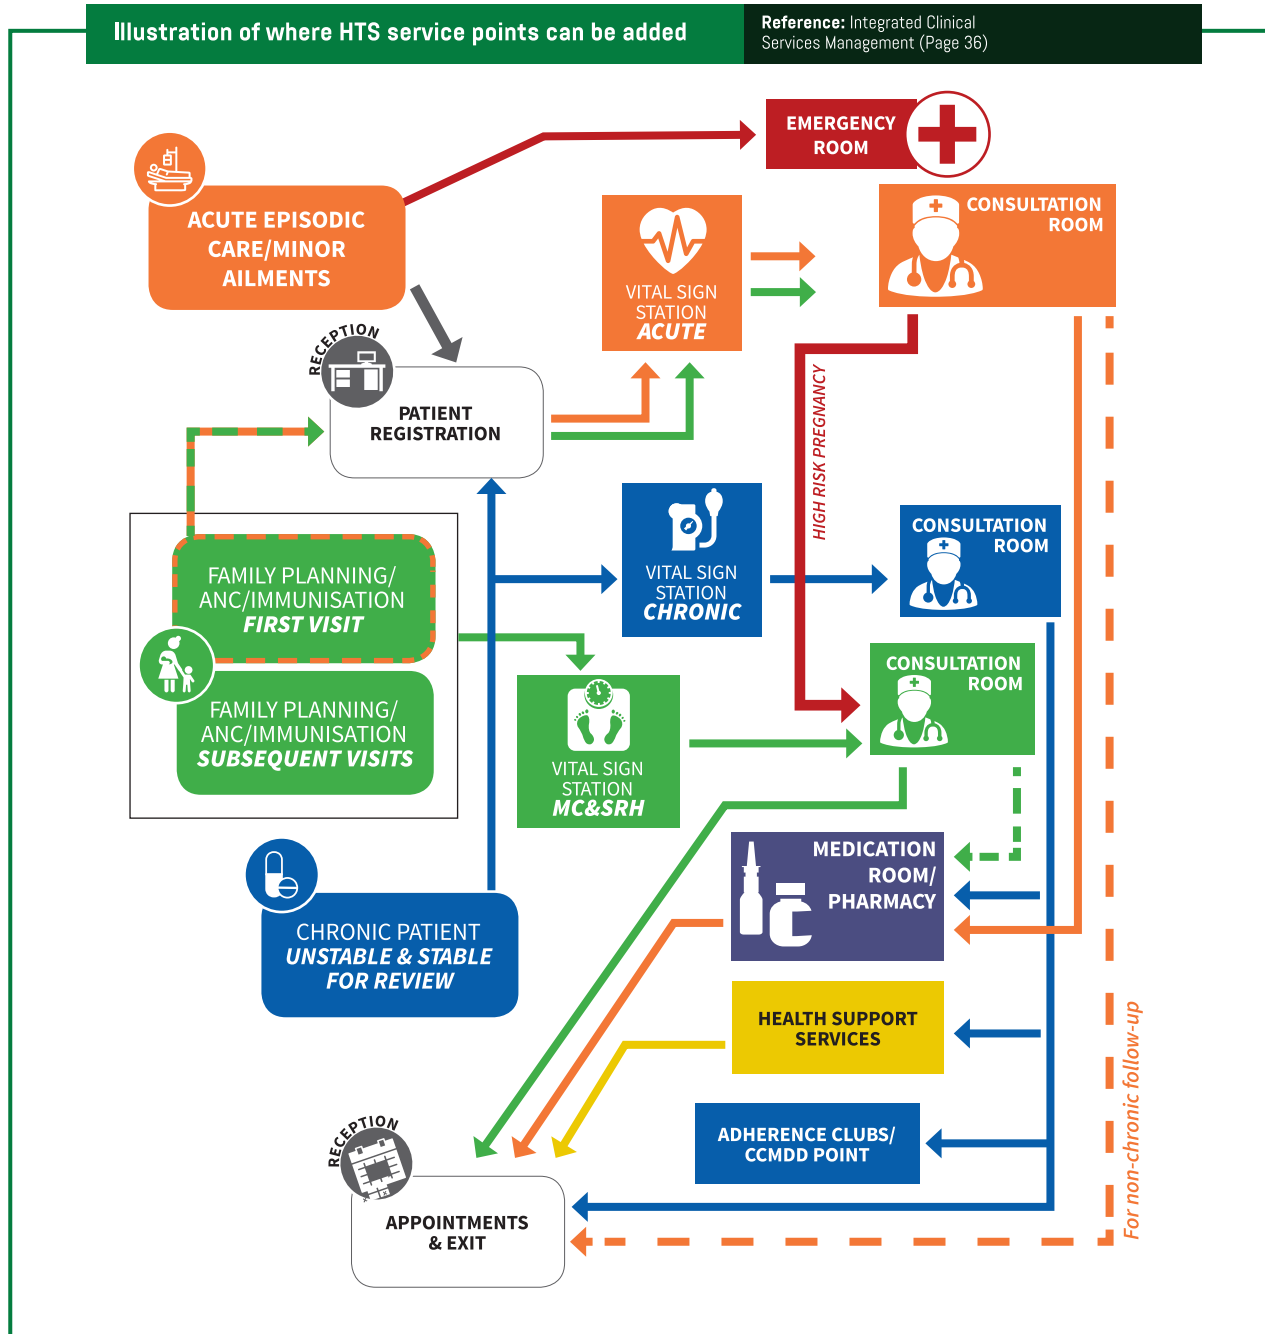 Illustration of where HTS service points can be added
Reference: Integrated Clinical
Services Management (Page 36)
EMERGENCY
ROOM
ACUTE EPISODIC
CARE/MINOR
AILMENTS
CONSULTATION
ROOM
VITAL SIGN
STATION
ACUTE
RECEPTION
PATIENT
REGISTRATION
HIGH RISK PREGNANCY
CONSULTATION
ROOM
VITAL SIGN
STATION
CHRONIC
FAMILY PLANNING/
ANC/IMMUNISATION
FIRST VISIT
CONSULTATION
ROOM
FAMILY PLANNING/
ANC/IMMUNISATION
SUBSEQUENT VISITS
VITAL SIGN
STATION
MC&SRH
MEDICATION
ROOM/
PHARMACY
CHRONIC PATIENT
UNSTABLE & STABLE
FOR REVIEW
HEALTH SUPPORT
SERVICES
For non-chronic follow-up
ADHERENCE CLUBS/
CCMDD POINT
RECEPTION
APPOINTMENTS
& EXIT